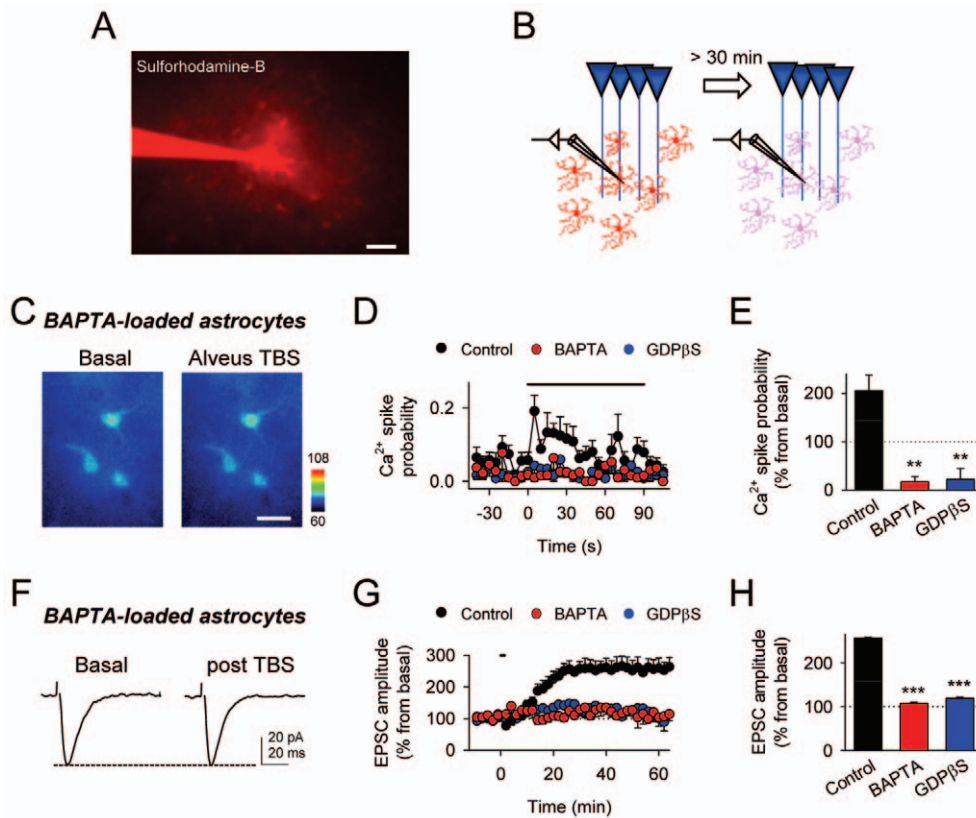 A
Sulforhodamine-B
B
> 30 min
C
BAPTA-loaded astrocytes
Basal
Alveus TBS
108
60
D
Control
BAPTA
GDPβS
Ca²⁺ spike
probability
0.2
0.0
-30
0
30
60
90
Time (s)
E
Ca²⁺ spike probability
(% from basal)
200
100
0
**
**
Control
BAPTA
GDPβS
F
BAPTA-loaded astrocytes
Basal
post TBS
20 pA
20 ms
G
Control
BAPTA
GDPβS
EPSC amplitude
(% from basal)
300
200
100
0
0
20
40
60
Time (min)
H
EPSC amplitude
(% from basal)
200
100
0
***
***
Control
BAPTA
GDPβS